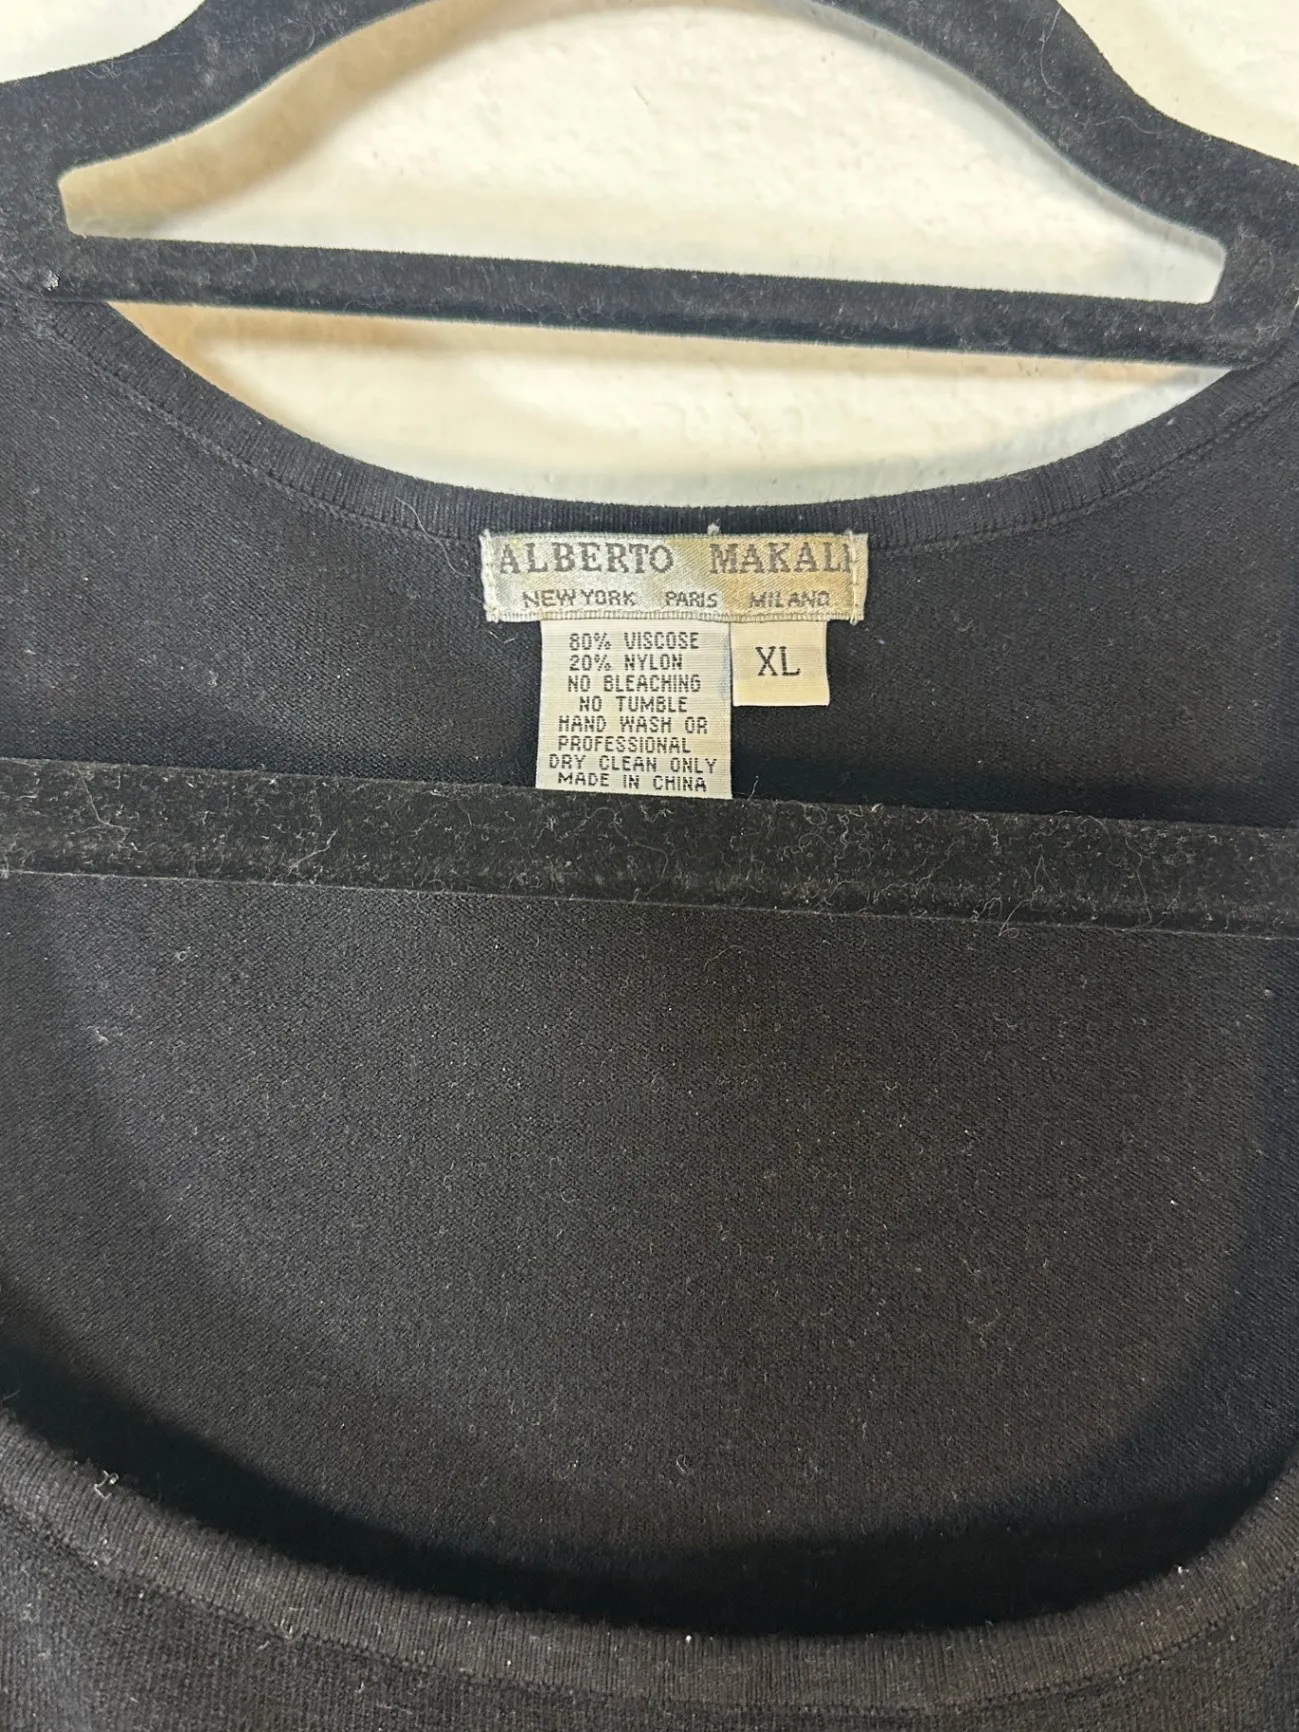 ALBERTO MAKALI
NEW YORK PARIS MILANO
80% VISCOSE
20% NYLON
NO BLEACHING
NO TUMBLE
HAND WASH OR
PROFESSIONAL
DRY CLEAN ONLY
MADE IN CHINA
XL